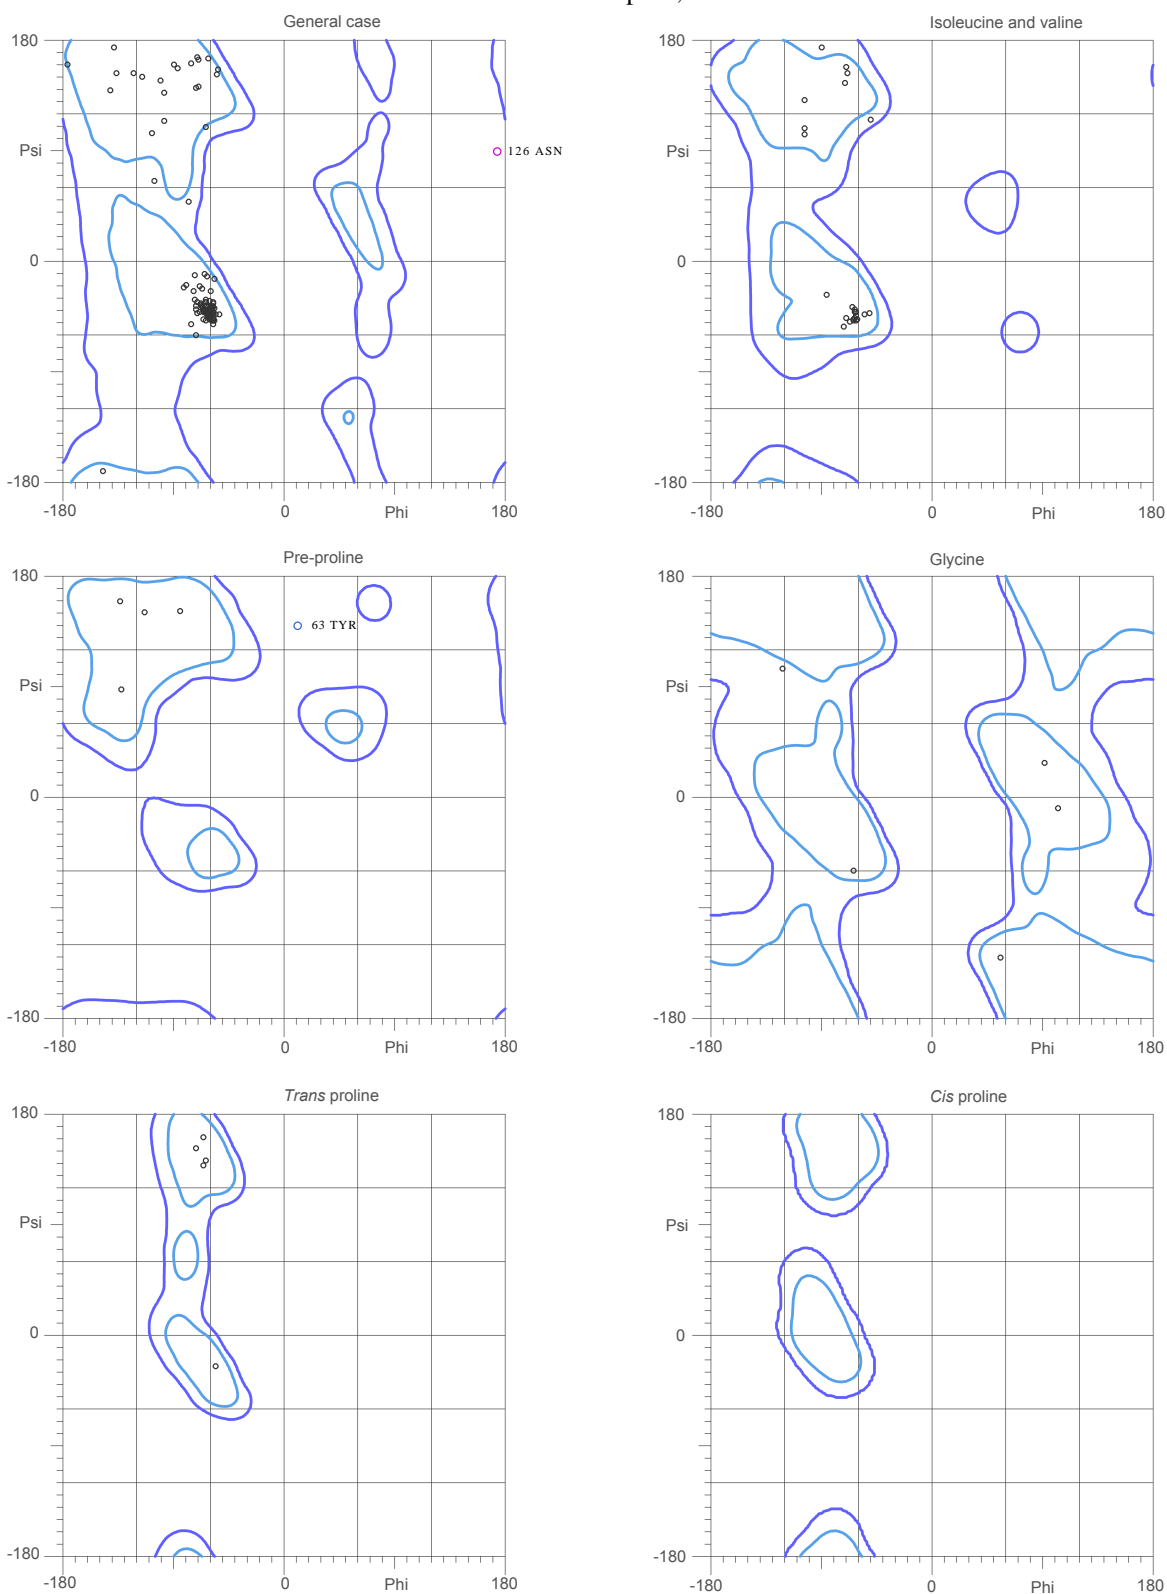 General case
Isoleucine and valine
180
Psi
0
-180
-180
0
Phi
180
126 ASN
180
Psi
0
-180
-180
0
Phi
180
Pre-proline
Glycine
180
Psi
0
-180
-180
0
Phi
180
63 TYR
180
Psi
0
-180
-180
0
Phi
180
Trans proline
Cis proline
180
Psi
0
-180
-180
0
Phi
180
180
Psi
0
-180
-180
0
Phi
180